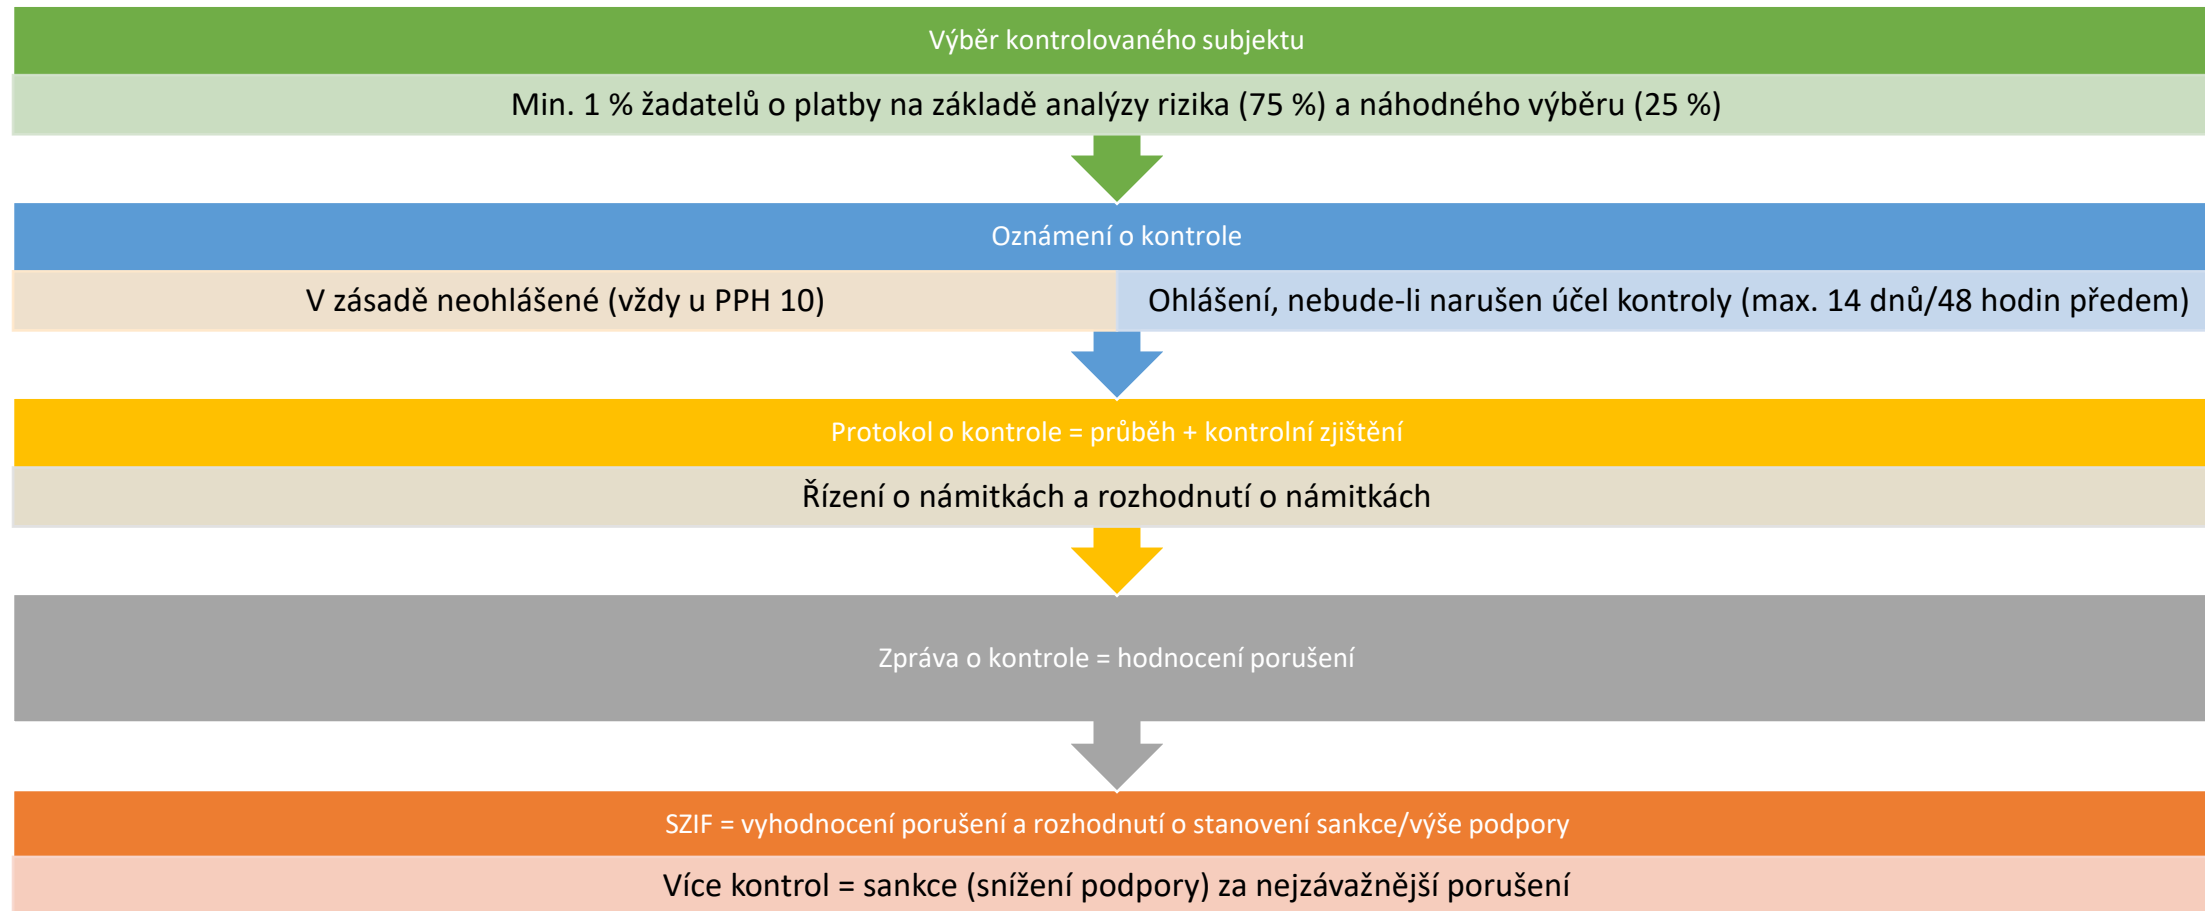 Výběr kontrolovaného subjektu
Min. 1 % žadatelů o platby na základě analýzy rizika (75 %) a náhodného výběru (25 %)
Oznámení o kontrole
V zásadě neohlášené (vždy u PPH 10)
Ohlášení, nebude-li narušen účel kontroly (max. 14 dnů/48 hodin předem)
Protokol o kontrole = průběh + kontrolní zjištění
Řízení o námitkách a rozhodnutí o námitkách
Zpráva o kontrole = hodnocení porušení
SZIF = vyhodnocení porušení a rozhodnutí o stanovení sankce/výše podpory
Více kontrol = sankce (snížení podpory) za nejzávažnější porušení